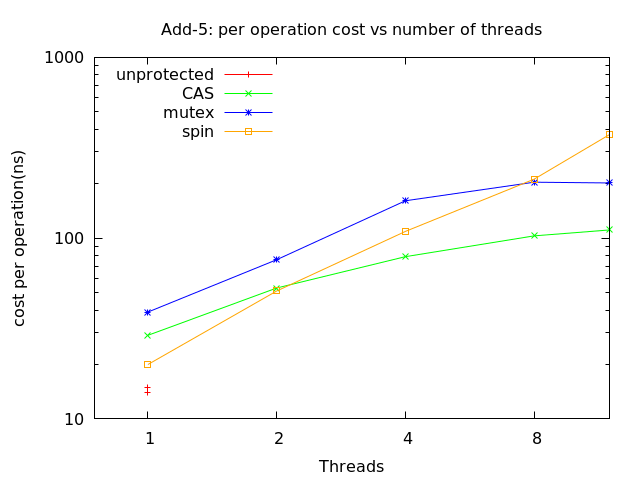 Add-5: per operation cost vs number of threads
1000
unprotected
CAS
mutex
spin
cost per operation(ns)
100
10
1 2 4 8
Threads